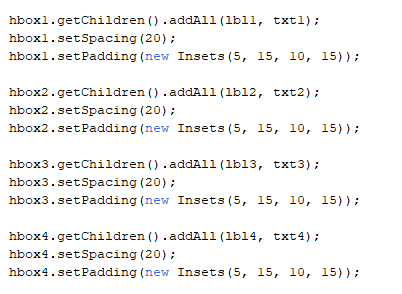 hbox1.getChildren().addAll(lbl1, txt1);
hbox1.setSpacing(20);
hbox1.setPadding(new Insets(5, 15, 10, 15));
hbox2.getChildren().addAll(lbl2, txt2);
hbox2.setSpacing(20);
hbox2.setPadding(new Insets(5, 15, 10, 15));
hbox3.getChildren().addAll(lbl3, txt3);
hbox3.setSpacing(20);
hbox3.setPadding(new Insets(5, 15, 10, 15));
hbox4.getChildren().addAll(lbl4, txt4);
hbox4.setSpacing(20);
hbox4.setPadding(new Insets(5, 15, 10, 15));